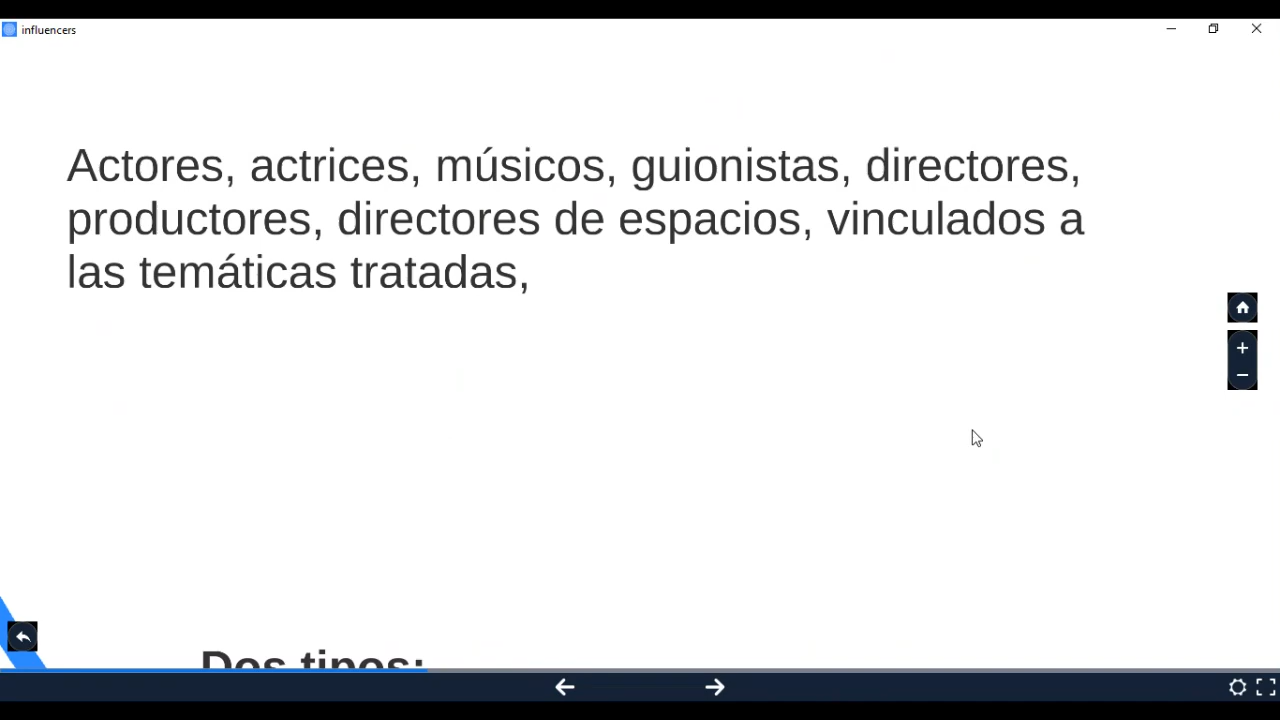 influencers
Actores, actrices, músicos, guionistas, directores,
productores, directores de espacios, vinculados a
las temáticas tratadas,
Dos tipos: